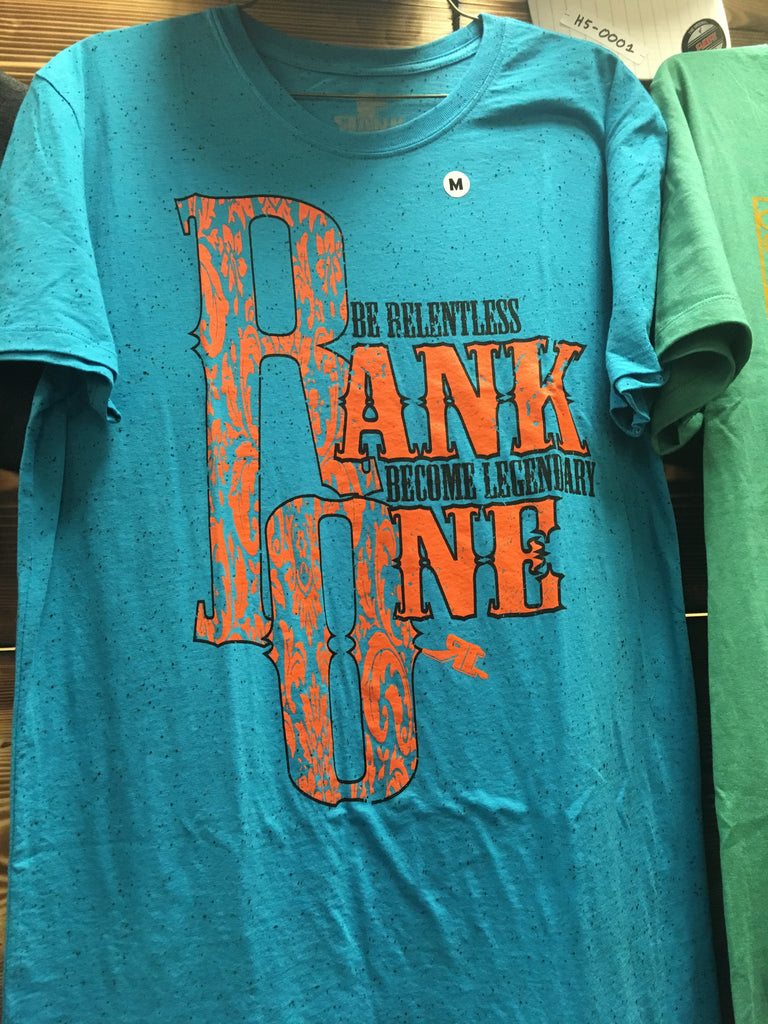 H5-0001
M
BE RELENTLESS
RANK
BECOME LEGENDARY
ONE